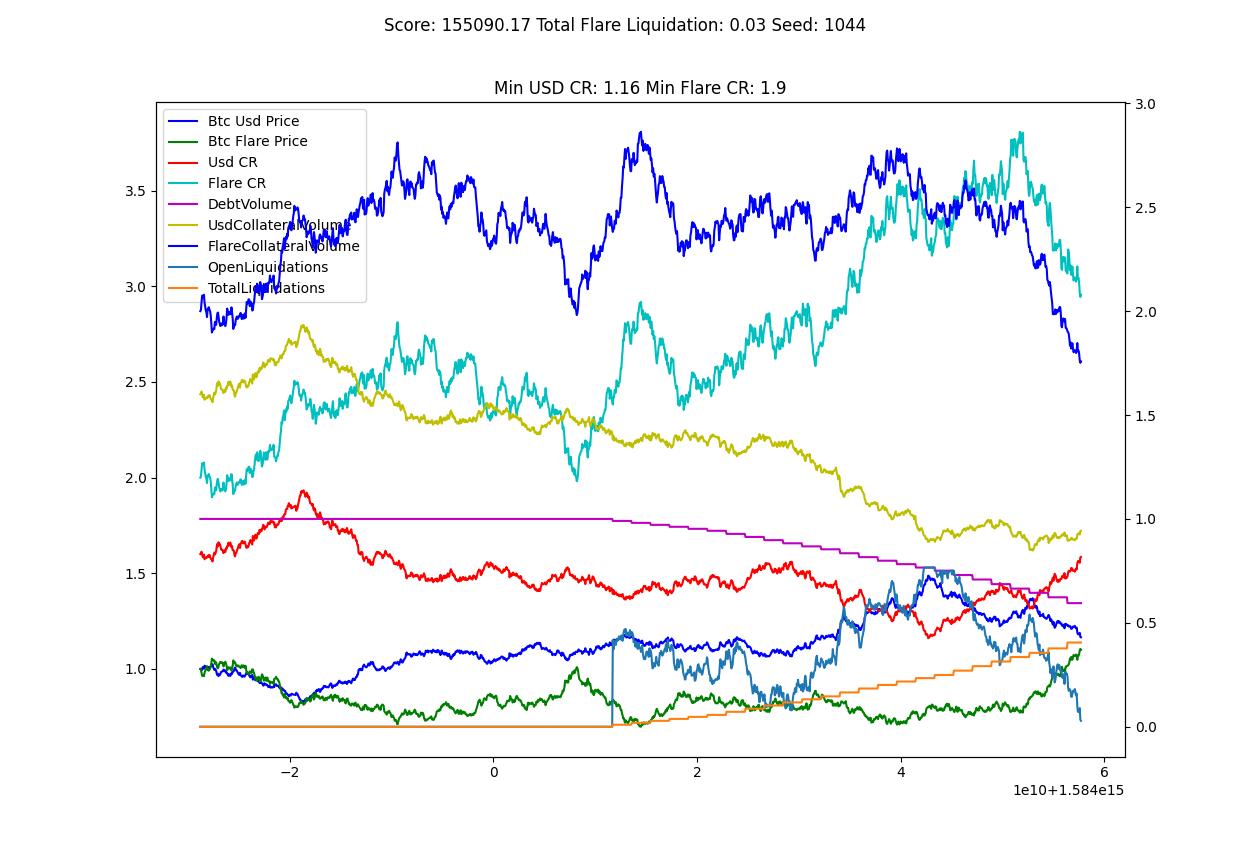 Score: 155090.17 Total Flare Liquidation: 0.03 Seed: 1044
Min USD CR: 1.16 Min Flare CR: 1.9
Btc Usd Price
Btc Flare Price
Usd CR
Flare CR
DebtVolume
UsdCollateralVolume
FlareCollateralVolume
OpenLiquidations
TotalLiquidations
3.5
3.0
2.5
2.0
1.5
1.0
3.0
2.5
2.0
1.5
1.0
0.5
0.0
−2
0
2
4
6
1e10+1.584e15